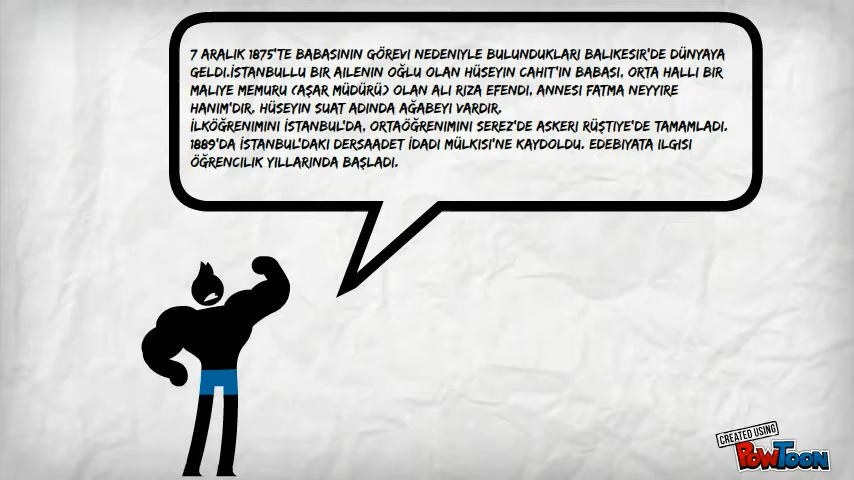 7 ARALIK 1875'TE BABASININ GÖREVI NEDENIYLE BULUNDUKLARI BALIKESIR'DE DÜNYAYA
GELDI.İSTANBULLU BIR AILENIN OĞLU OLAN HÜSEYIN CAHIT'IN BABASI, ORTA HALLI BIR
MALIYE MEMURU (AŞAR MÜDÜRÜ) OLAN ALI RIZA EFENDI, ANNESI FATMA NEYYIRE
HANIM'DIR. HÜSEYIN SUAT ADINDA AĞABEYI VARDIR.
İLKÖĞRENIMINI İSTANBUL'DA, ORTAÖĞRENIMINI SEREZ'DE ASKERI RÜŞTIYE'DE TAMAMLADI.
1889'DA İSTANBUL'DAKI DERSAADET İDADI MÜLKISI'NE KAYDOLDU. EDEBIYATA ILGISI
ÖĞRENCILIK YILLARINDA BAŞLADI.
CREATED USING
POWTOON